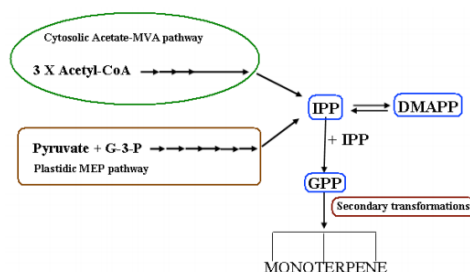 Cytosolic Acetate-MVA pathway
3 X Acetyl-CoA
IPP
DMAPP
Pyruvate + G-3-P
Plastidic MEP pathway
+ IPP
GPP
Secondary transformations
MONOTERPENE